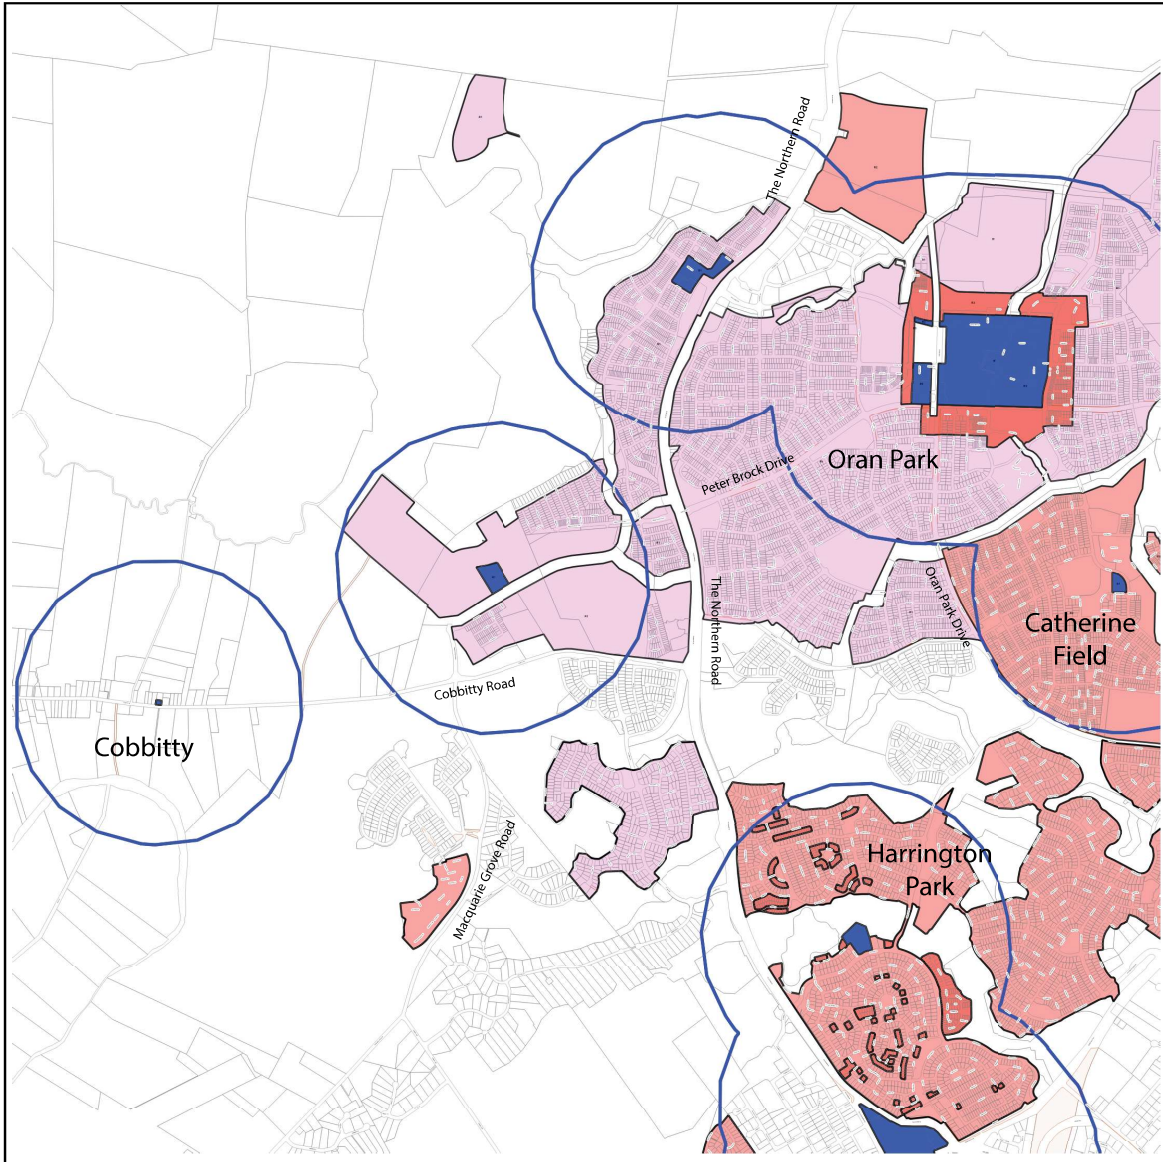 The Northern Road
Oran Park
Peter Brock Drive
Oran Park Drive
The Northern Road
Catherine
Field
Cobbitty Road
Cobbitty
Harrington
Park
Macquarie Grove Road